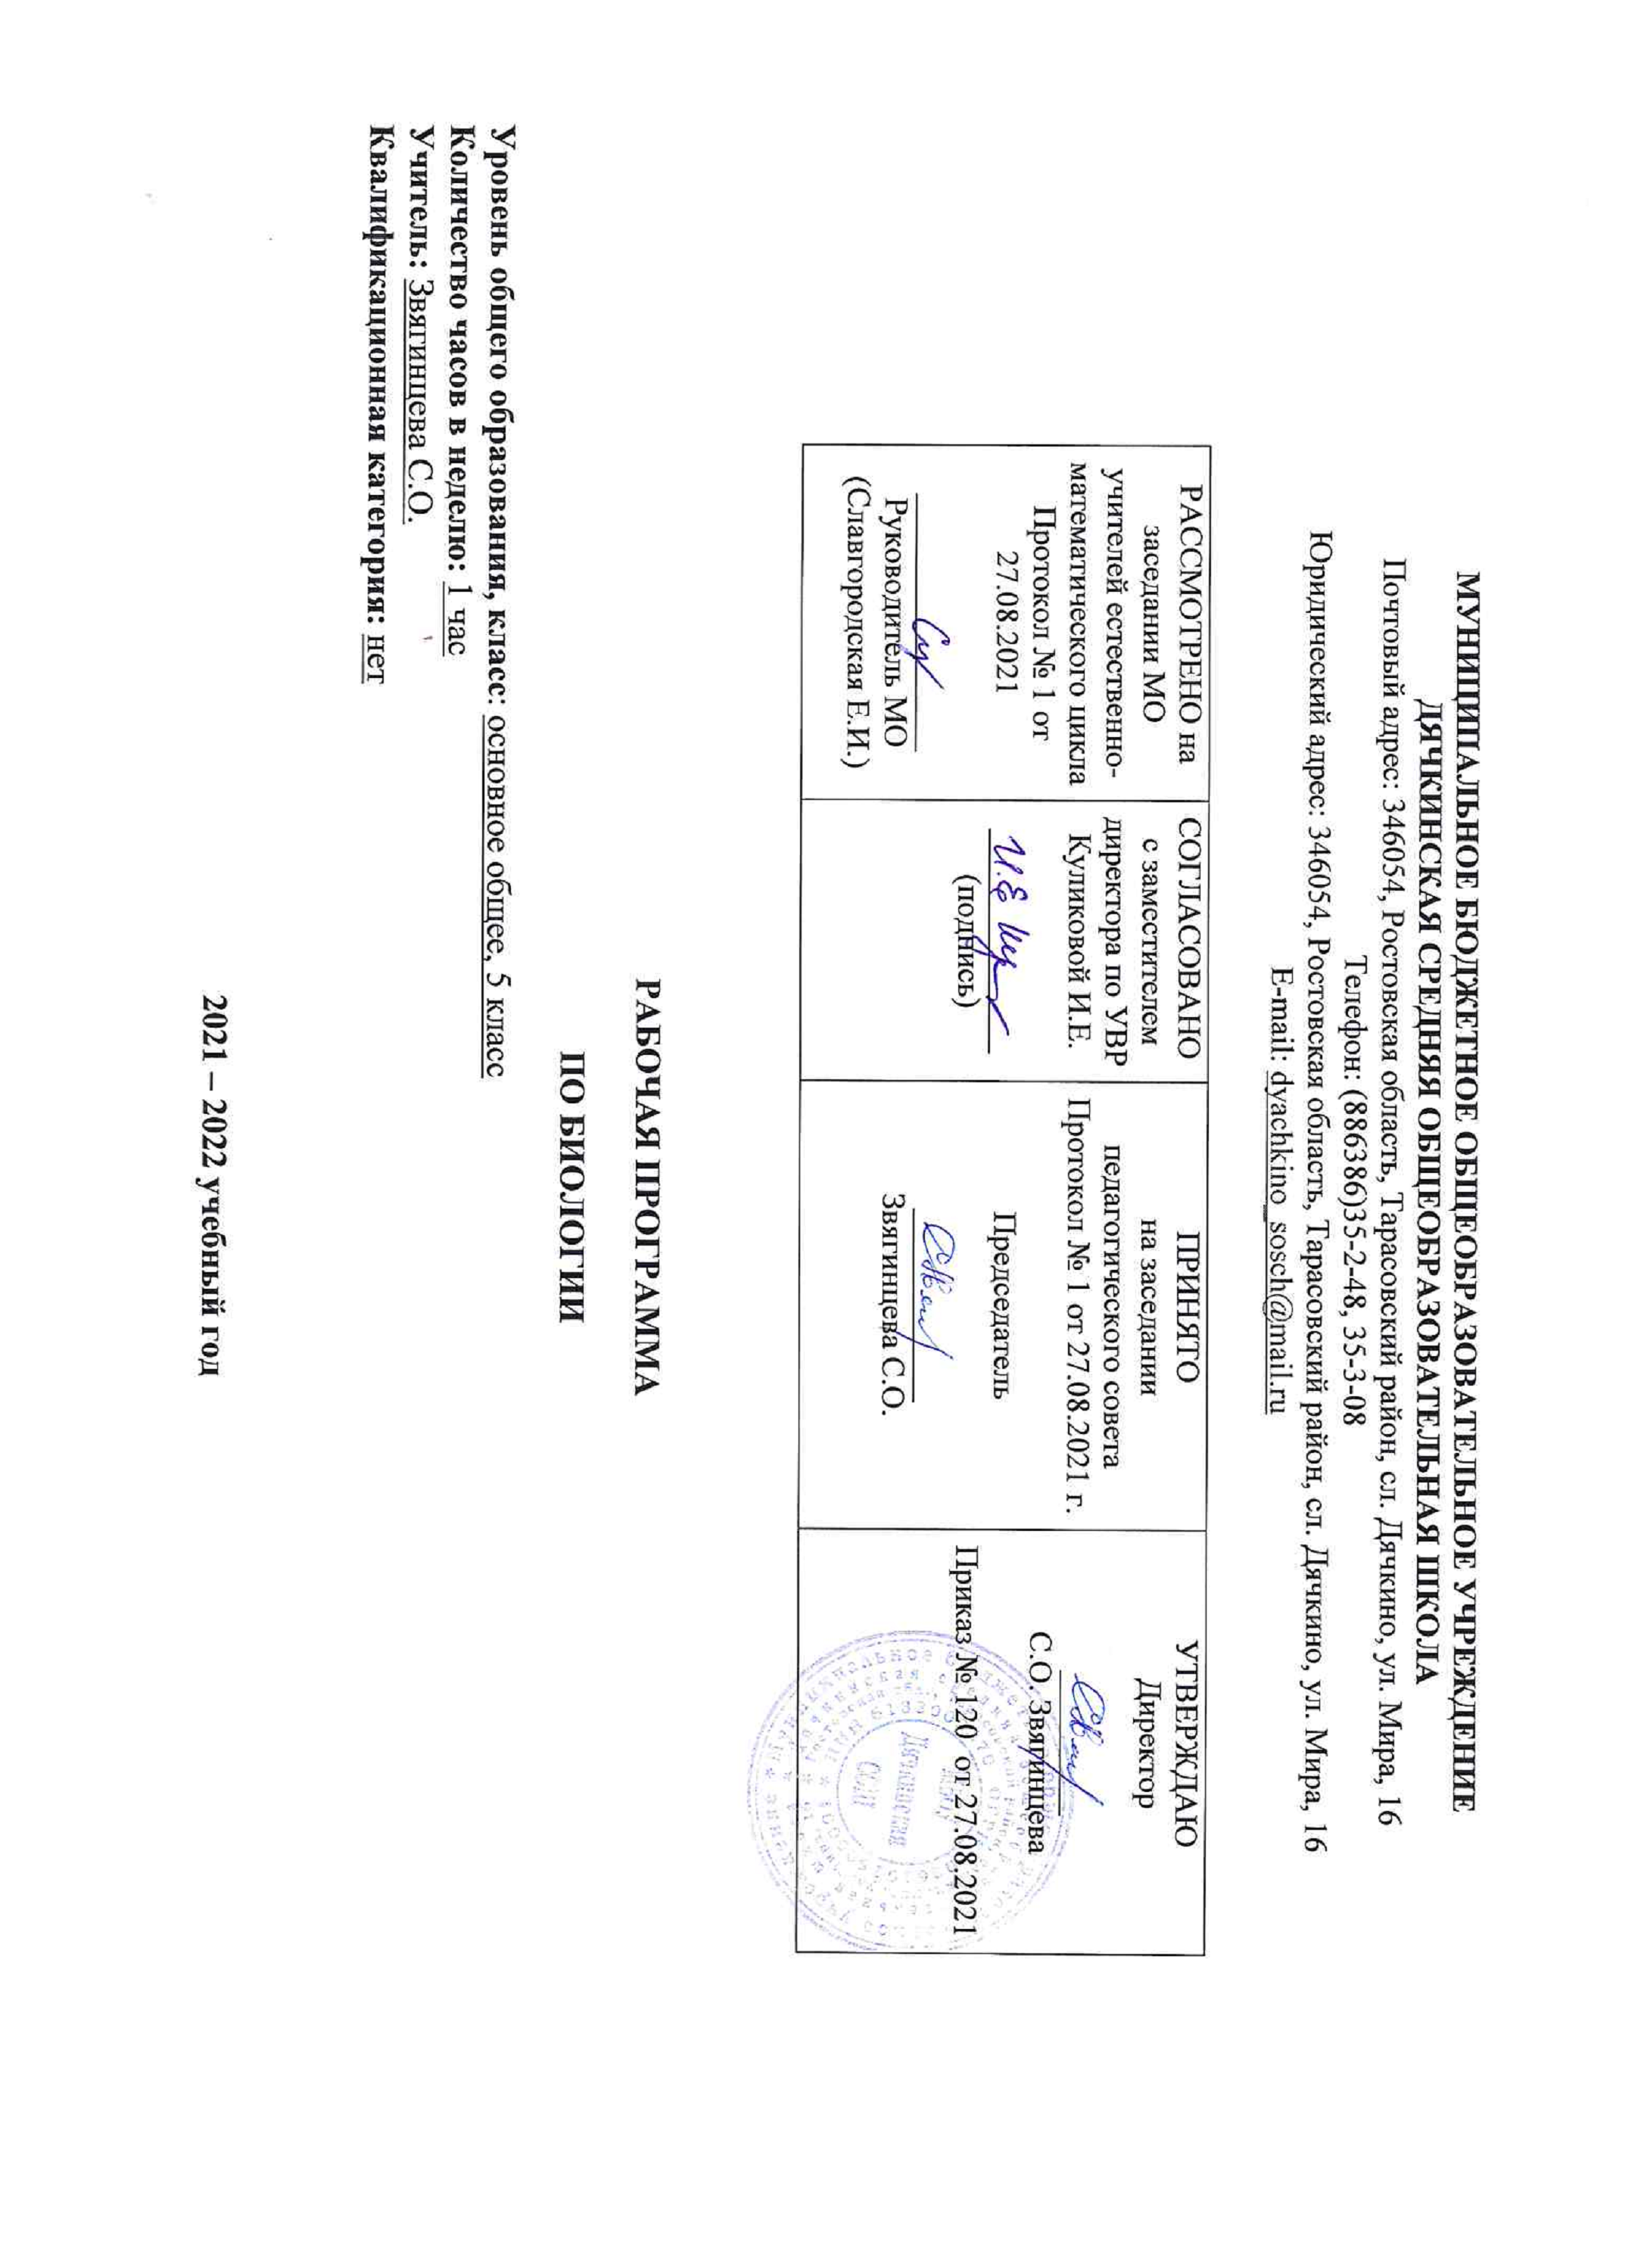 МУНИЦИПАЛЬНОЕ БЮДЖЕТНОЕ ОБЩЕОБРАЗОВАТЕЛЬНОЕ УЧРЕЖДЕНИЕ
ДЯЧКИНСКАЯ СРЕДНЯЯ ОБЩЕОБРАЗОВАТЕЛЬНАЯ ШКОЛА
Почтовый адрес: 346054, Ростовская область, Тарасовский район, сл. Дячкино, ул. Мира, 16
Телефон: (886386)35-2-48, 35-3-08
Юридический адрес: 346054, Ростовская область, Тарасовский район, сл. Дячкино, ул. Мира, 16
E-mail: dyachkino_sosch@mail.ru
РАССМОТРЕНО на
заседании МО
учителей естественно-
математического цикла
Протокол № 1 от
27.08.2021
Руководитель МО
(Славгородская Е.И.)
СОГЛАСОВАНО
с заместителем
директора по УВР
Куликовой И.Е.
(подпись)
ПРИНЯТО
на заседании
педагогического совета
Протокол № 1 от 27.08.2021 г.
Председатель
Звягинцева С.О.
УТВЕРЖДАЮ
Директор
С.О. Звягинцева
Приказ № 120 от 27.08.2021
Дячкинская
СОШ
РАБОЧАЯ ПРОГРАММА
ПО БИОЛОГИИ
Уровень общего образования, класс: основное общее, 5 класс
Количество часов в неделю: 1 час
Учитель: Звягинцева С.О.
Квалификационная категория: нет
2021 – 2022 учебный год